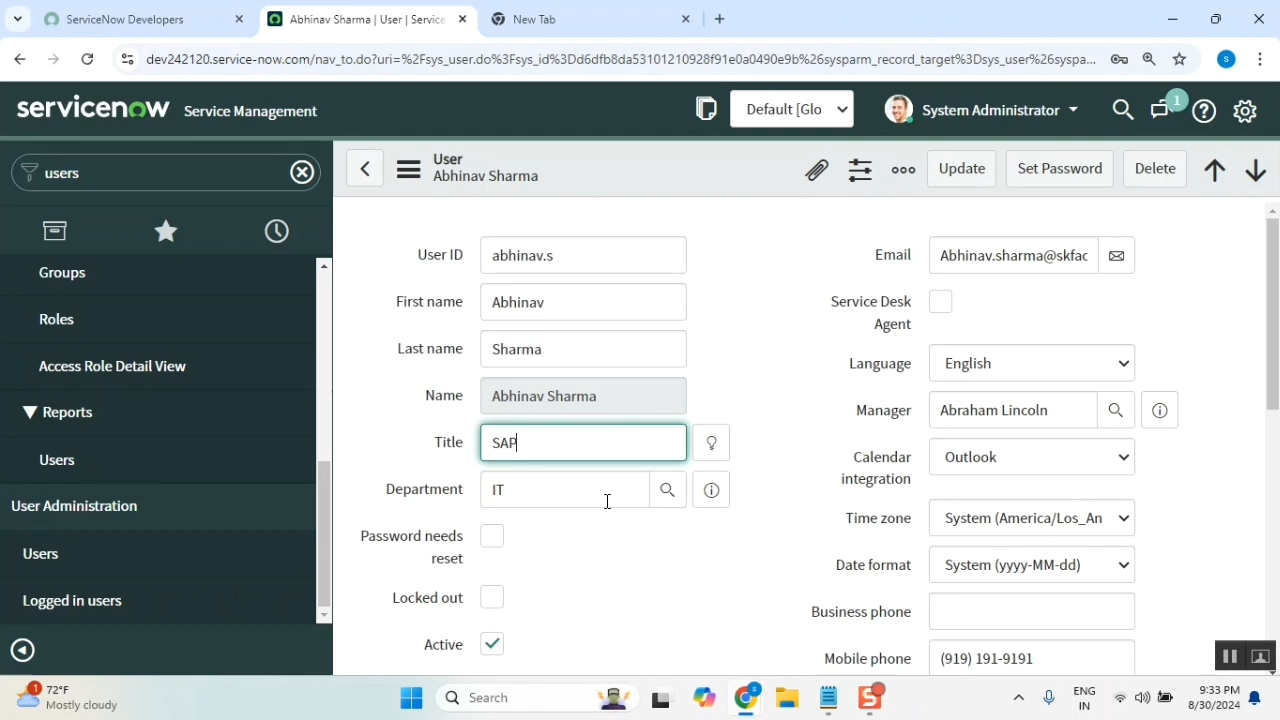 ServiceNow Developers
Abhinav Sharma | User | Service
New Tab
dev242120.service-now.com/nav_to.do?uri=%2Fsys_user.do%3Fsys_id%3Dd6dfb8da53101210928f91e0a0490e9b%26sysparm_record_target%3Dsys_user%26syspa...
S
servicenow Service Management
Default [Glo
System Administrator
1
users
User
Abhinav Sharma
Update
Set Password
Delete
Groups
Roles
Access Role Detail View
Reports
Users
User Administration
Users
Logged in users
User ID
abhinav.s
First name
Abhinav
Last name
Sharma
Name
Abhinav Sharma
Title
SAP
Department
IT
Password needs
reset
Locked out
Active
Email
Abhinav.sharma@skfac
Service Desk
Agent
Language
English
Manager
Abraham Lincoln
Calendar
integration
Outlook
Time zone
System (America/Los_An
Date format
System (yyyy-MM-dd)
Business phone
Mobile phone
(919) 191-9191
1
72°F
Mostly cloudy
Search
ENG
IN
9:33 PM
8/30/2024